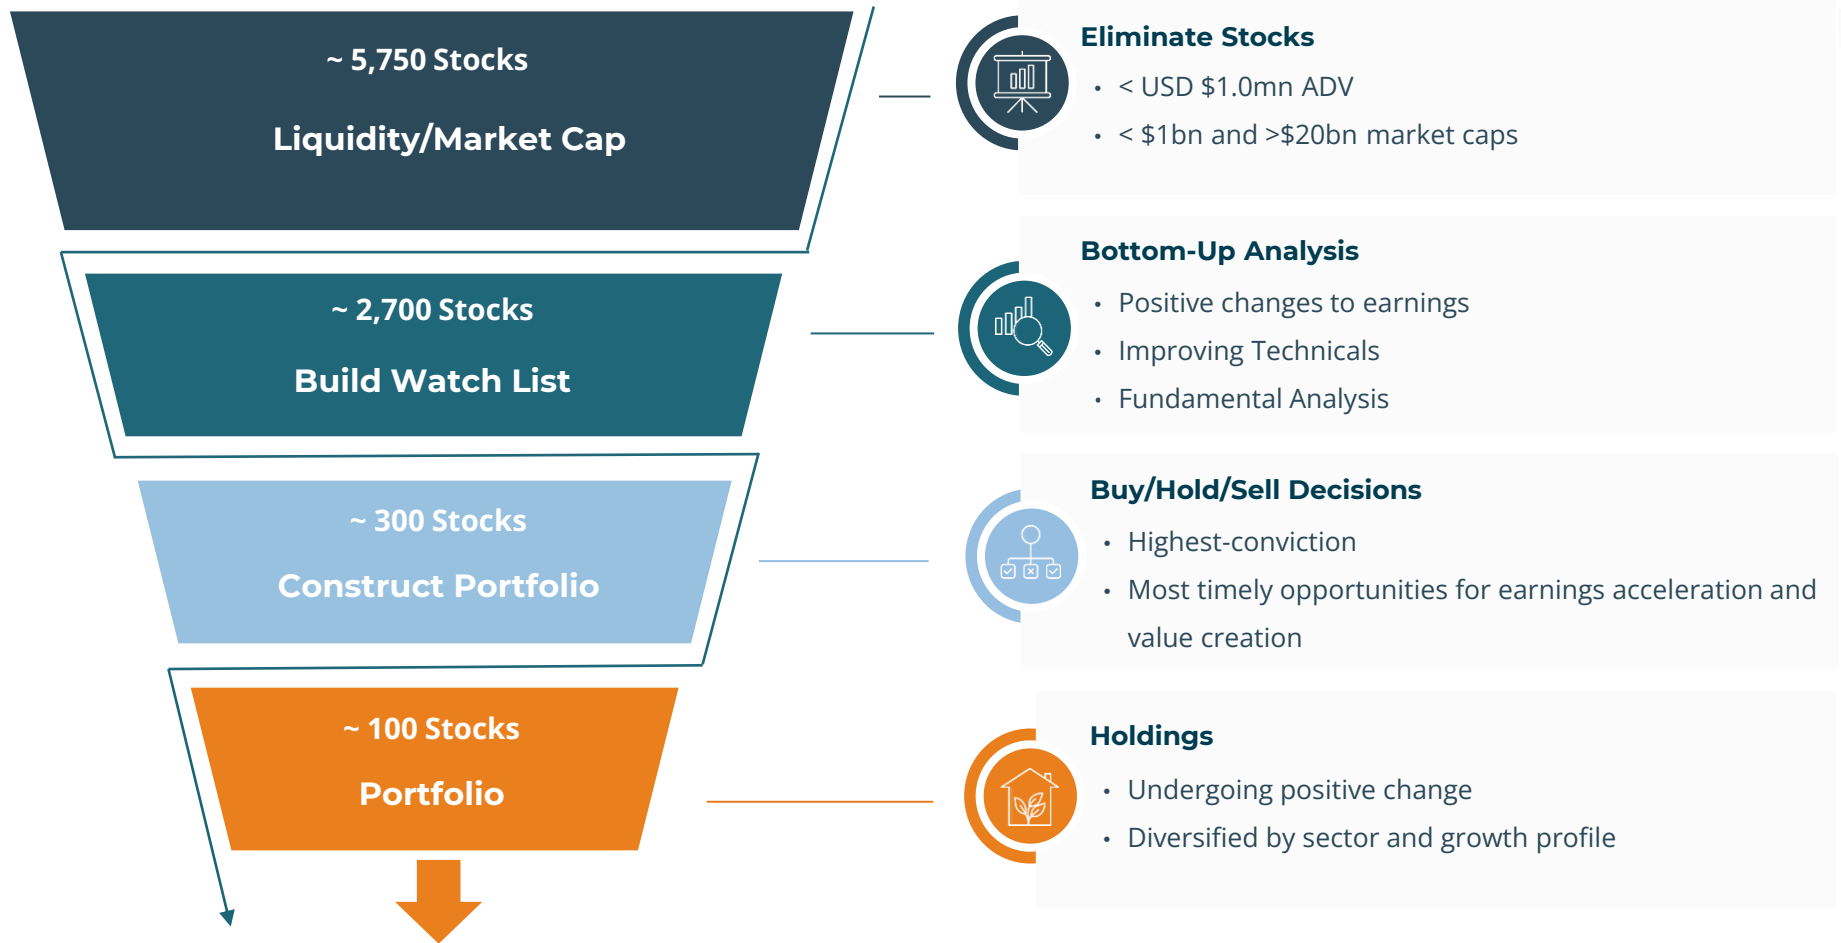 ~ 5,750 Stocks
Liquidity/Market Cap
Eliminate Stocks
• < USD $1.0mn ADV
• < $1bn and >$20bn market caps
~ 2,700 Stocks
Build Watch List
Bottom-Up Analysis
• Positive changes to earnings
• Improving Technicals
• Fundamental Analysis
~ 300 Stocks
Construct Portfolio
Buy/Hold/Sell Decisions
• Highest-conviction
• Most timely opportunities for earnings acceleration and
value creation
~ 100 Stocks
Portfolio
Holdings
• Undergoing positive change
• Diversified by sector and growth profile